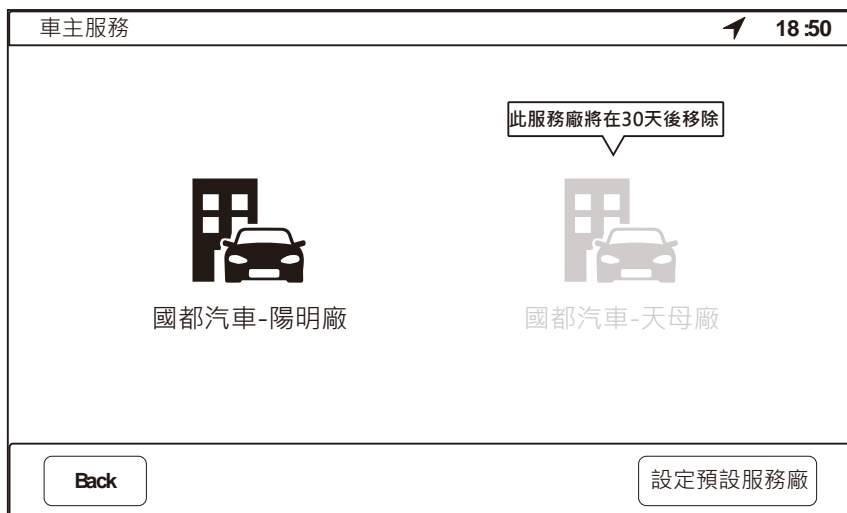 車主服務
18:50
此服務廠將在30天後移除
國都汽車-陽明廠
國都汽車-天母廠
Back
設定預設服務廠